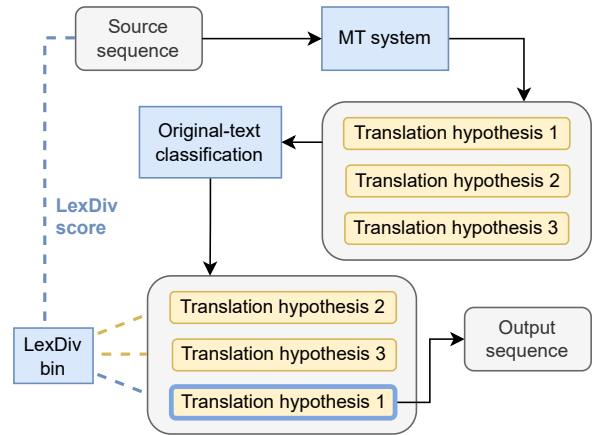 Source
sequence
MT system
Original-text
classification
Translation hypothesis 1
Translation hypothesis 2
Translation hypothesis 3
LexDiv
score
Translation hypothesis 2
Translation hypothesis 3
Translation hypothesis 1
LexDiv
bin
Output
sequence